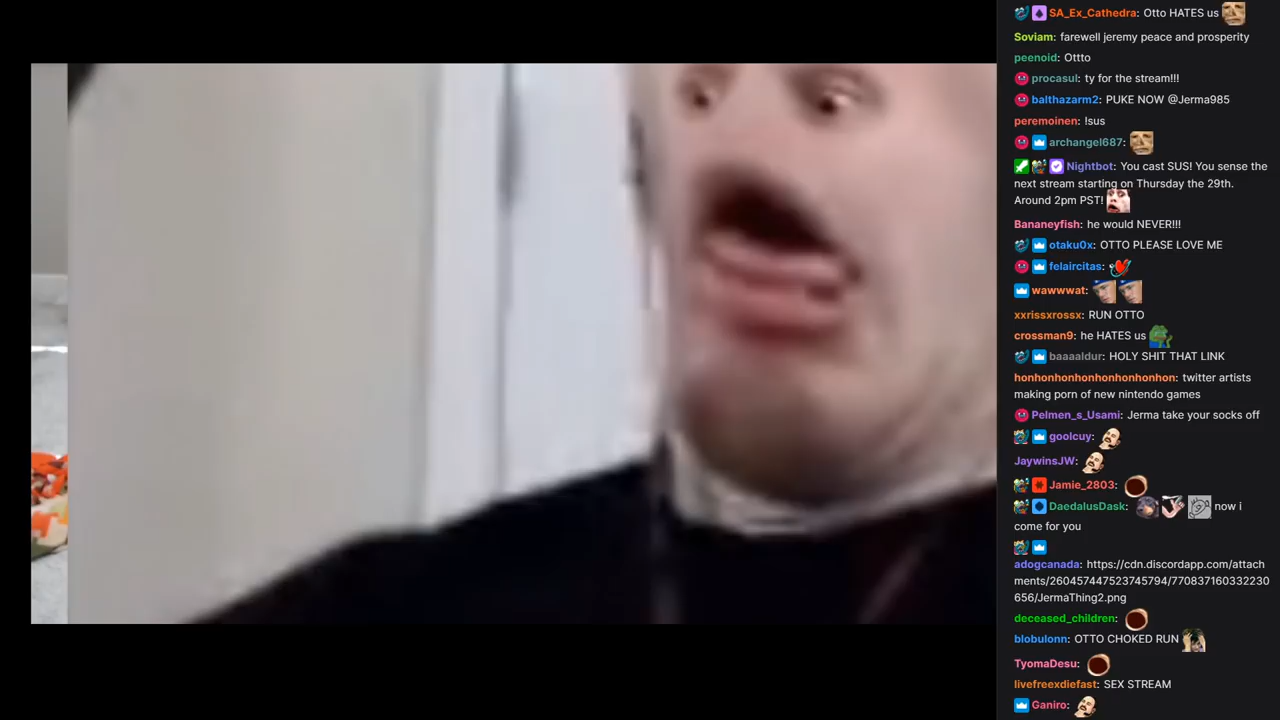 SA_Ex_Cathedra: Otto HATES us
Soviam: farewell jeremy peace and prosperity
peenoid: Ottto
procasul: ty for the stream!!!
balthazarm2: PUKE NOW @Jerma985
peremoinen: !sus
archangel687:
Nightbot: You cast SUS! You sense the
next stream starting on Thursday the 29th.
Around 2pm PST!
Bananeyfish: he would NEVER!!!
otaku0x: OTTO PLEASE LOVE ME
felaircitas:
wawwwat:
xxrissxrossx: RUN OTTO
crossman9: he HATES us
baaaaldur: HOLY SHIT THAT LINK
honhonhonhonhonhonhonhon: twitter artists
making porn of new nintendo games
Pelmen_s_Usami: Jerma take your socks off
goolcuy:
JaywinsJW:
Jamie_2803:
DaedalusDask: now i
come for you
adogcanada: https://cdn.discordapp.com/attach
ments/260457447523745794/770837160332230
656/JermaThing2.png
deceased_children:
blobulonn: OTTO CHOKED RUN
TyomaDesu:
livefreexdiefast: SEX STREAM
Ganiro: